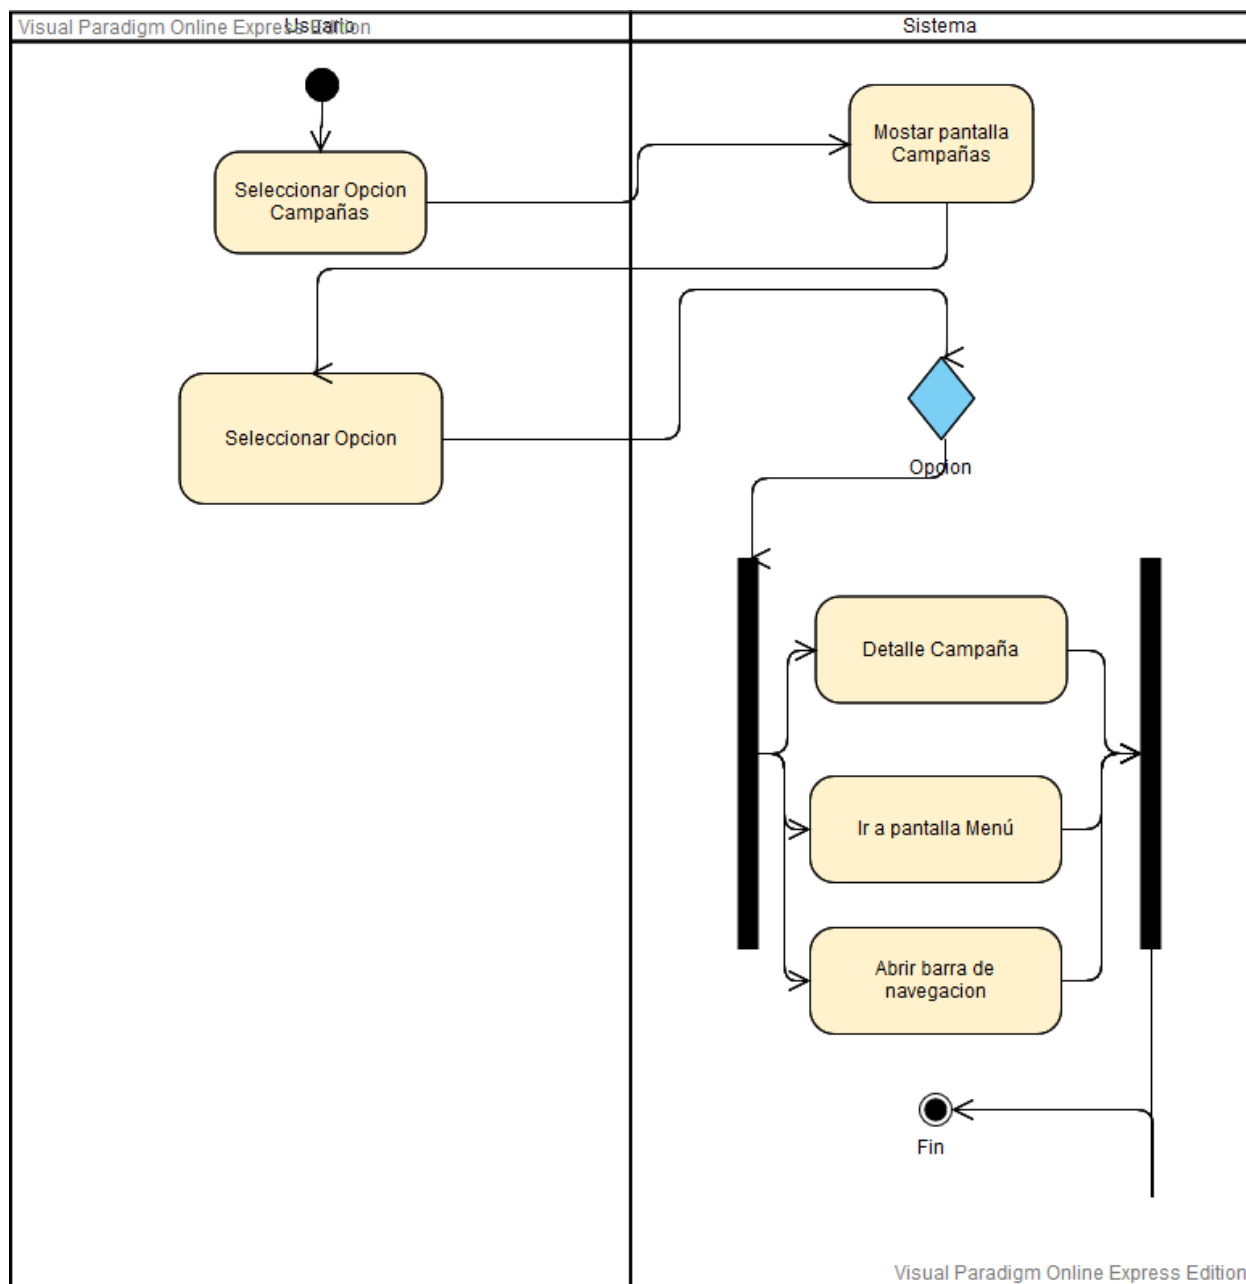 Visual Paradigm Online Express Edition
Usuario
Sistema
Mostar pantalla
Campañas
Seleccionar Opcion
Campañas
Seleccionar Opcion
Opcion
Detalle Campaña
Ir a pantalla Menú
Abrir barra de
navegacion
Fin
Visual Paradigm Online Express Edition